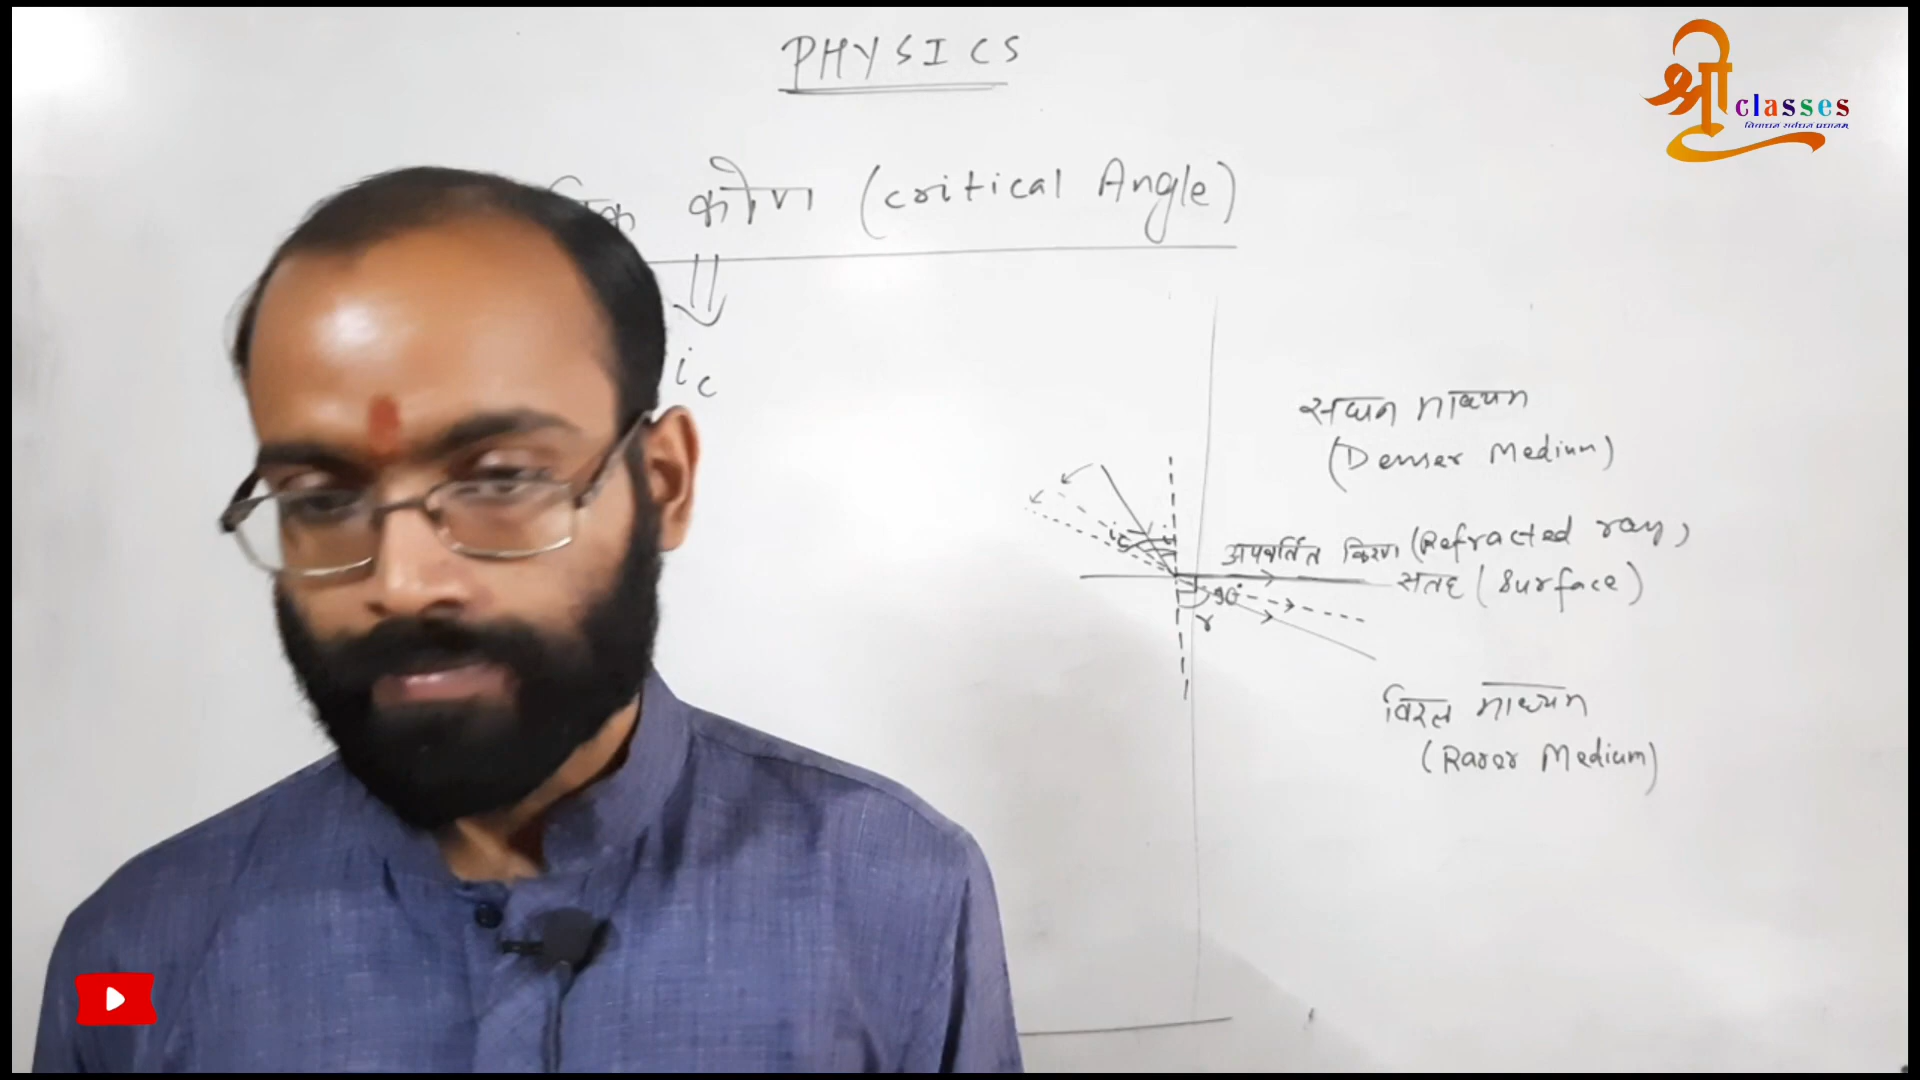 PHYSICS
श्री classes
कोण (critical Angle)
ic
सघन माध्यम
(Denser Medium)
i
ic
अपवर्तित किरण (Refracted ray)
सतह (Surface)
90°
r
विरल माध्यम
(Rarer Medium)